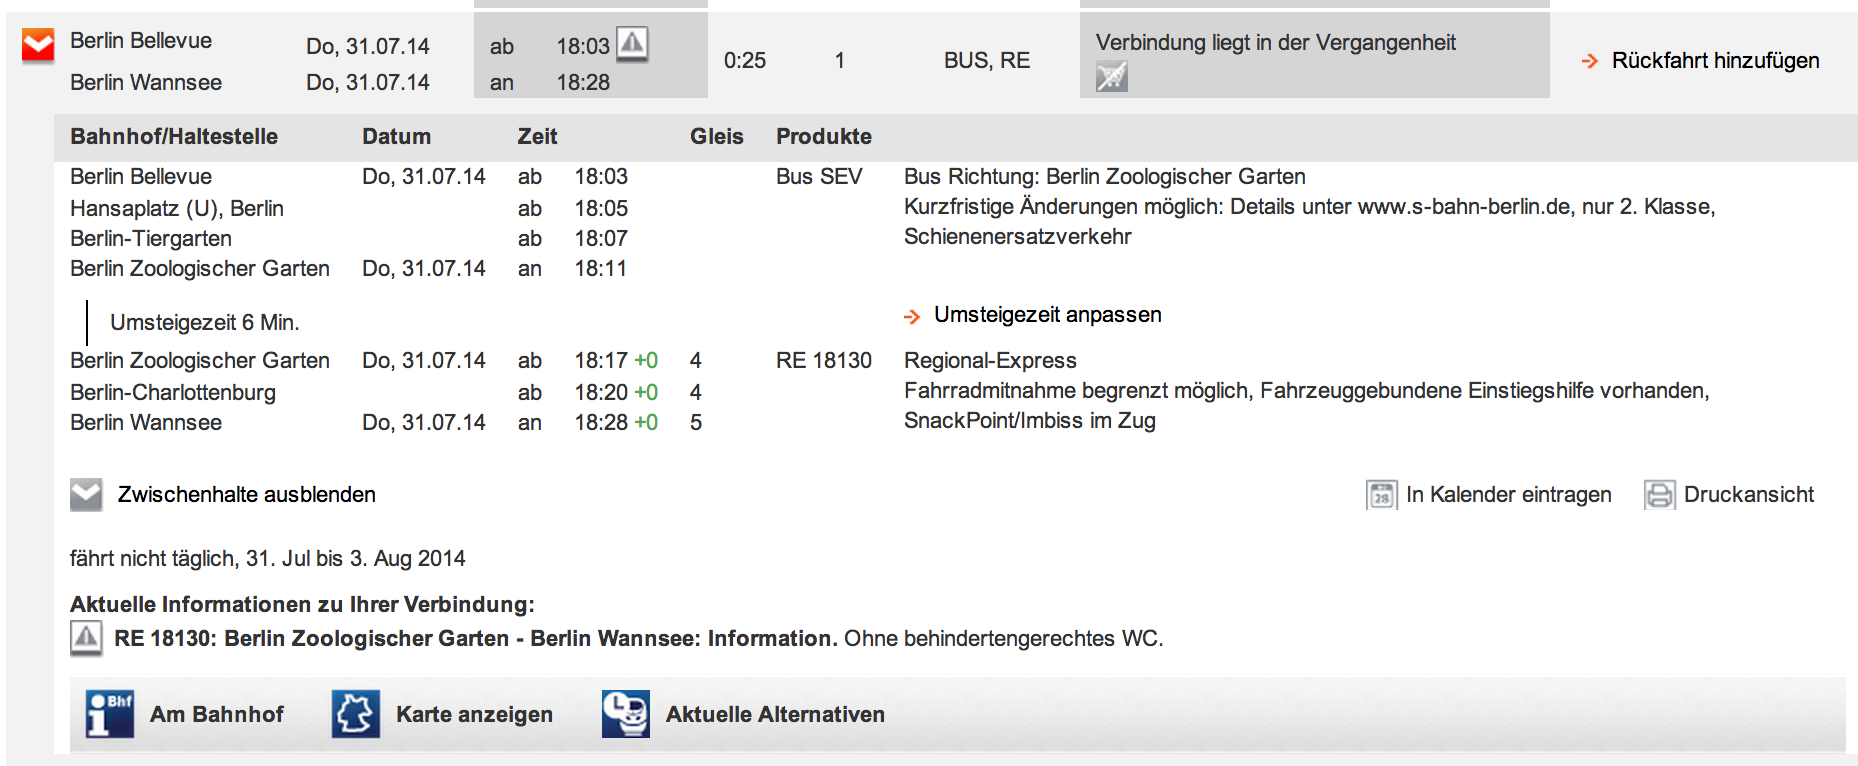 Berlin Bellevue Do, 31.07.14 ab 18:03
Berlin Wannsee Do, 31.07.14 an 18:28
0:25 1 BUS, RE
Verbindung liegt in der Vergangenheit
Rückfahrt hinzufügen
Bahnhof/Haltestelle Datum Zeit Gleis Produkte
Berlin Bellevue Do, 31.07.14 ab 18:03 Bus SEV Bus Richtung: Berlin Zoologischer Garten
Hansaplatz (U), Berlin ab 18:05 Kurzfristige Änderungen möglich: Details unter www.s-bahn-berlin.de, nur 2. Klasse,
Berlin-Tiergarten ab 18:07 Schienenersatzverkehr
Berlin Zoologischer Garten Do, 31.07.14 an 18:11
Umsteigezeit 6 Min. Umsteigezeit anpassen
Berlin Zoologischer Garten Do, 31.07.14 ab 18:17 +0 4 RE 18130 Regional-Express
Berlin-Charlottenburg ab 18:20 +0 4 Fahrradmitnahme begrenzt möglich, Fahrzeuggebundene Einstiegshilfe vorhanden,
Berlin Wannsee Do, 31.07.14 an 18:28 +0 5 SnackPoint/Imbiss im Zug
Zwischenhalte ausblenden 28 In Kalender eintragen Druckansicht
fährt nicht täglich, 31. Jul bis 3. Aug 2014
Aktuelle Informationen zu Ihrer Verbindung:
RE 18130: Berlin Zoologischer Garten - Berlin Wannsee: Information. Ohne behindertengerechtes WC.
i Bhf Am Bahnhof Karte anzeigen Aktuelle Alternativen